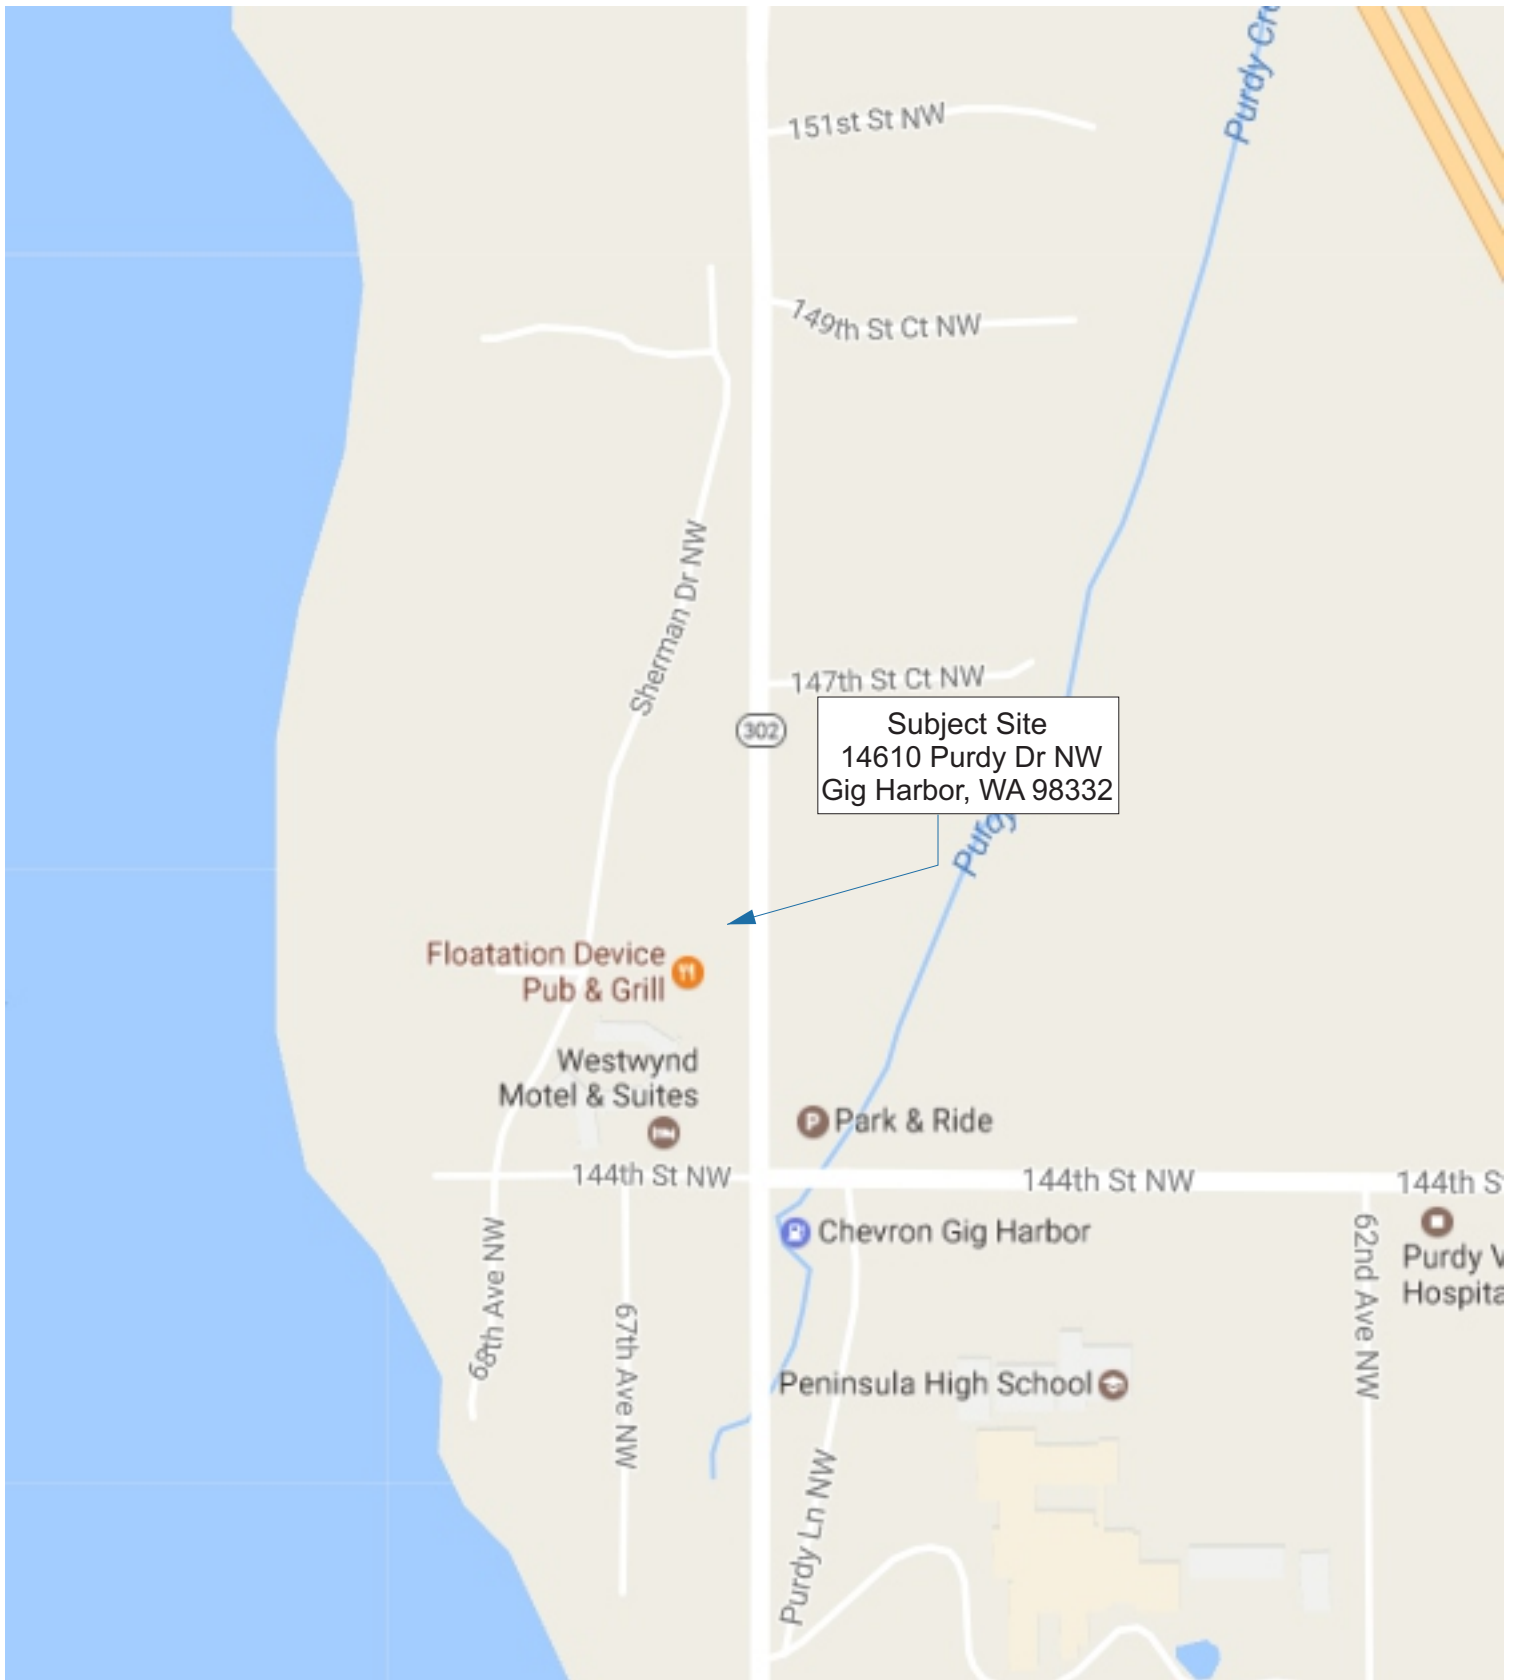 Purdy Cr
151st St NW
149th St Ct NW
Sherman Dr NW
147th St Ct NW
302
Subject Site
14610 Purdy Dr NW
Gig Harbor, WA 98332
Purdy
Floatation Device
Pub & Grill
Westwynd
Motel & Suites
P
Park & Ride
144th St NW
144th St NW
144th S
Chevron Gig Harbor
62nd Ave NW
Purdy V
Hospita
68th Ave NW
67th Ave NW
Peninsula High School
Purdy Ln NW